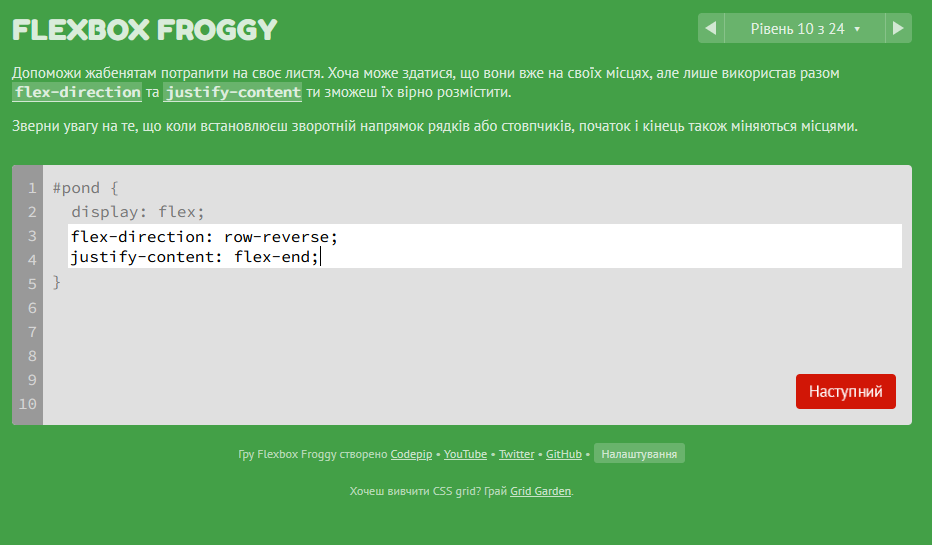 FLEXBOX FROGGY
◀ Рівень 10 з 24 ▾ ▶
Допоможи жабенятам потрапити на своє листя. Хоча може здатися, що вони вже на своїх місцях, але лише використав разом
flex-direction та justify-content ти зможеш їх вірно розмістити.
Зверни увагу на те, що коли встановлюєш зворотній напрямок рядків або стовпчиків, початок і кінець також міняються місцями.
1 #pond {
2 display: flex;
3 flex-direction: row-reverse;
4 justify-content: flex-end;
5 }
6
7
8
9
10
Наступний
Гру Flexbox Froggy створено Codepip • YouTube • Twitter • GitHub • Налаштування
Хочеш вивчити CSS grid? Грай Grid Garden.